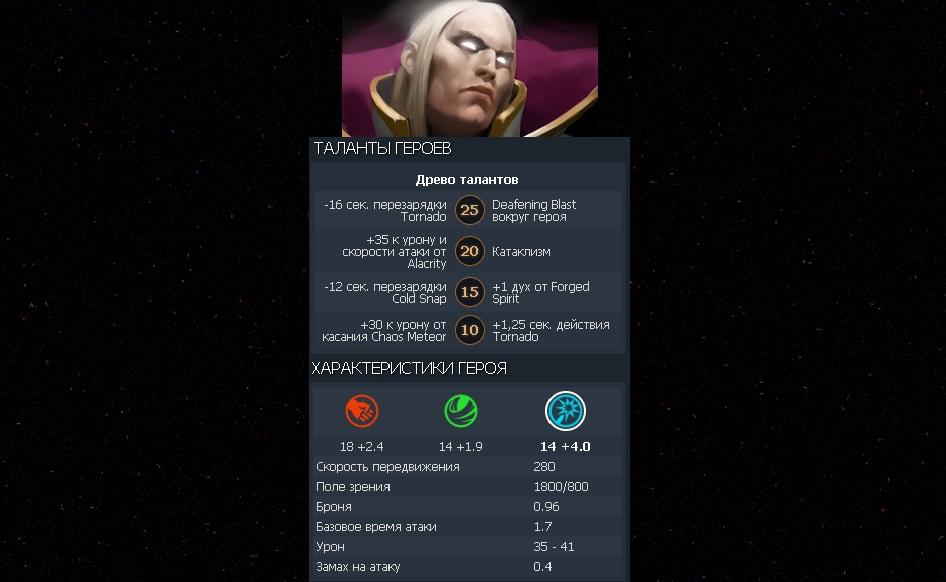 ТАЛАНТЫ ГЕРОЕВ
Древо талантов
-16 сек. перезарядки
Tornado
25
Deafening Blast
вокруг героя
+35 к урону и
скорости атаки от
Alacrity
20
Катаклизм
-12 сек. перезарядки
Cold Snap
15
+1 дух от Forged
Spirit
+30 к урону от
касания Chaos Meteor
10
+1,25 сек. действия
Tornado
ХАРАКТЕРИСТИКИ ГЕРОЯ
18 +2.4 14 +1.9 14 +4.0
Скорость передвижения 280
Поле зрения 1800/800
Броня 0.96
Базовое время атаки 1.7
Урон 35 - 41
Замах на атаку 0.4